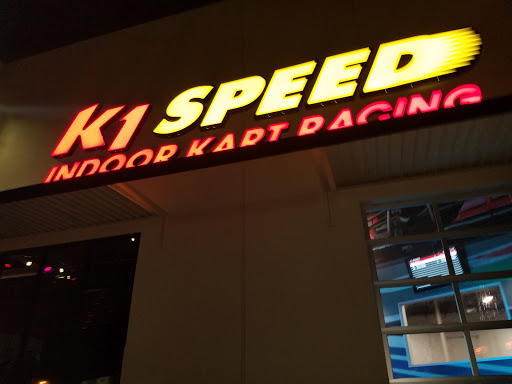 K1 SPEED
INDOOR KART RACING